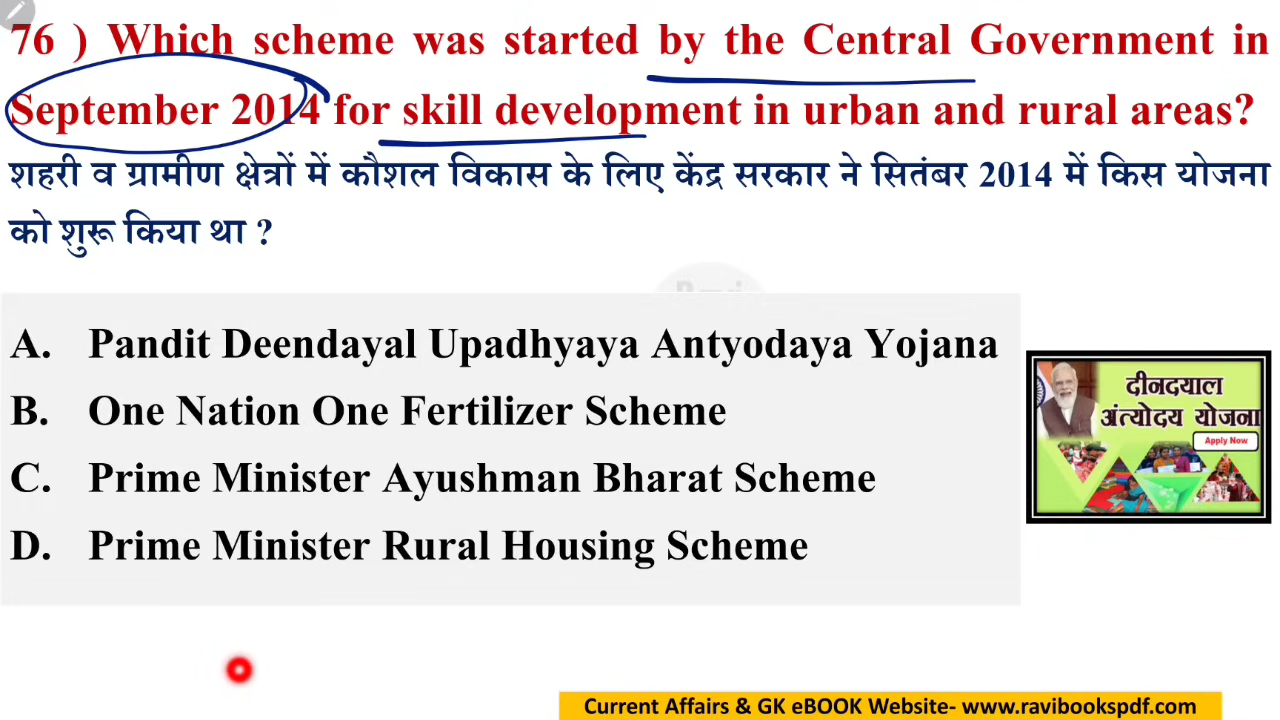 76 ) Which scheme was started by the Central Government in
September 2014 for skill development in urban and rural areas?
शहरी व ग्रामीण क्षेत्रों में कौशल विकास के लिए केंद्र सरकार ने सितंबर 2014 में किस योजना
को शुरू किया था ?
A. Pandit Deendayal Upadhyaya Antyodaya Yojana
B. One Nation One Fertilizer Scheme
C. Prime Minister Ayushman Bharat Scheme
D. Prime Minister Rural Housing Scheme
दीनदयाल
अंत्योदय योजना
Apply Now
Current Affairs & GK eBOOK Website- www.ravibookspdf.com